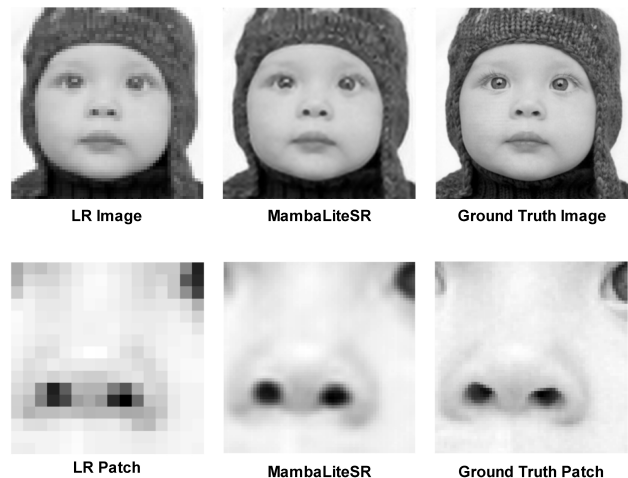 LR Image
MambaLiteSR
Ground Truth Image
LR Patch
MambaLiteSR
Ground Truth Patch